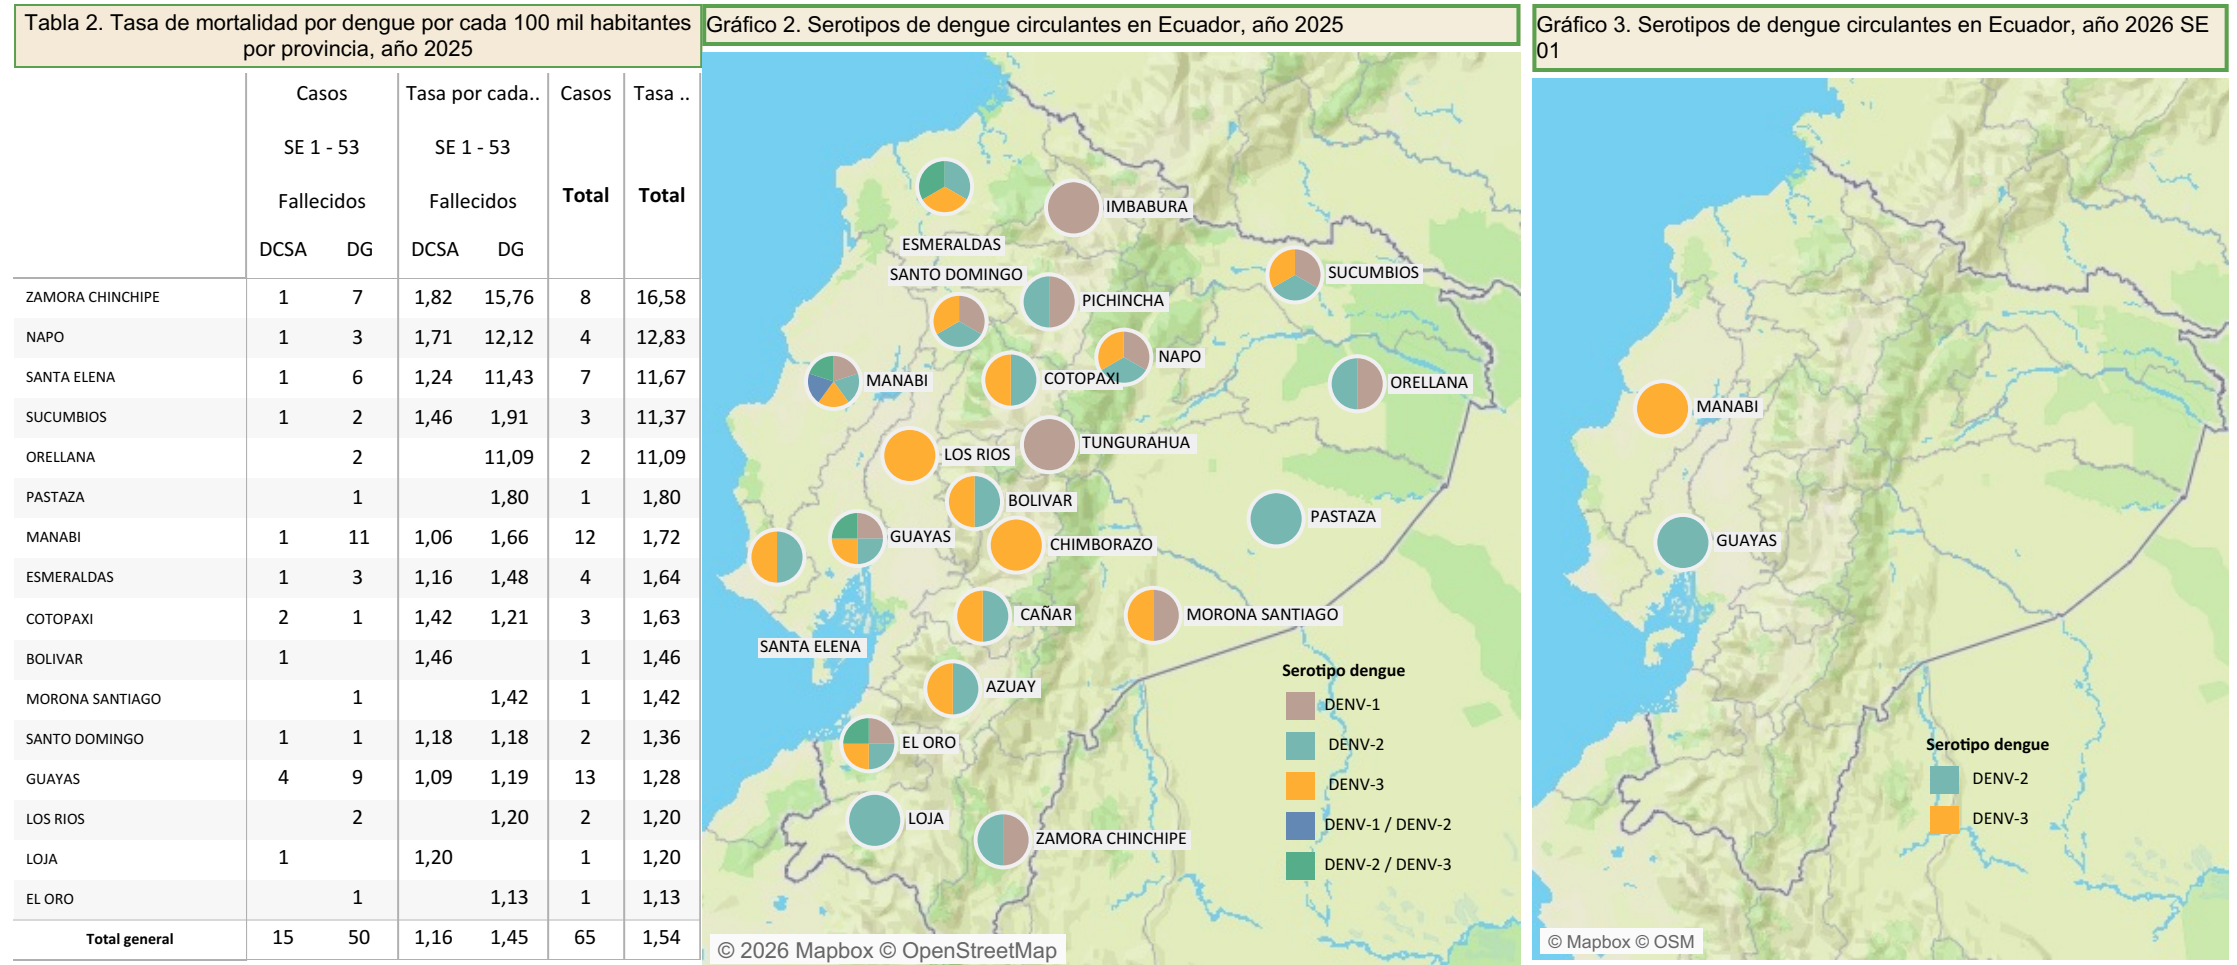 Tabla 2. Tasa de mortalidad por dengue por cada 100 mil habitantes
por provincia, año 2025
Casos Tasa por cada.. Casos Tasa ..
SE 1 - 53 SE 1 - 53
Fallecidos Fallecidos Total Total
DCSA DG DCSA DG
ZAMORA CHINCHIPE 1 7 1,82 15,76 8 16,58
NAPO 1 3 1,71 12,12 4 12,83
SANTA ELENA 1 6 1,24 11,43 7 11,67
SUCUMBIOS 1 2 1,46 1,91 3 11,37
ORELLANA 2 11,09 2 11,09
PASTAZA 1 1,80 1 1,80
MANABI 1 11 1,06 1,66 12 1,72
ESMERALDAS 1 3 1,16 1,48 4 1,64
COTOPAXI 2 1 1,42 1,21 3 1,63
BOLIVAR 1 1,46 1 1,46
MORONA SANTIAGO 1 1,42 1 1,42
SANTO DOMINGO 1 1 1,18 1,18 2 1,36
GUAYAS 4 9 1,09 1,19 13 1,28
LOS RIOS 2 1,20 2 1,20
LOJA 1 1,20 1 1,20
EL ORO 1 1,13 1 1,13
Total general 15 50 1,16 1,45 65 1,54
Gráfico 2. Serotipos de dengue circulantes en Ecuador, año 2025
IMBABURA
ESMERALDAS
SANTO DOMINGO
SUCUMBIOS
PICHINCHA
NAPO
COTOPAXI
MANABI
ORELLANA
TUNGURAHUA
LOS RIOS
BOLIVAR
PASTAZA
GUAYAS
CHIMBORAZO
CAÑAR
MORONA SANTIAGO
SANTA ELENA
AZUAY
EL ORO
LOJA
ZAMORA CHINCHIPE
Serotipo dengue
DENV-1
DENV-2
DENV-3
DENV-1 / DENV-2
DENV-2 / DENV-3
© 2026 Mapbox © OpenStreetMap
Gráfico 3. Serotipos de dengue circulantes en Ecuador, año 2026 SE
01
MANABI
GUAYAS
Serotipo dengue
DENV-2
DENV-3
© Mapbox © OSM